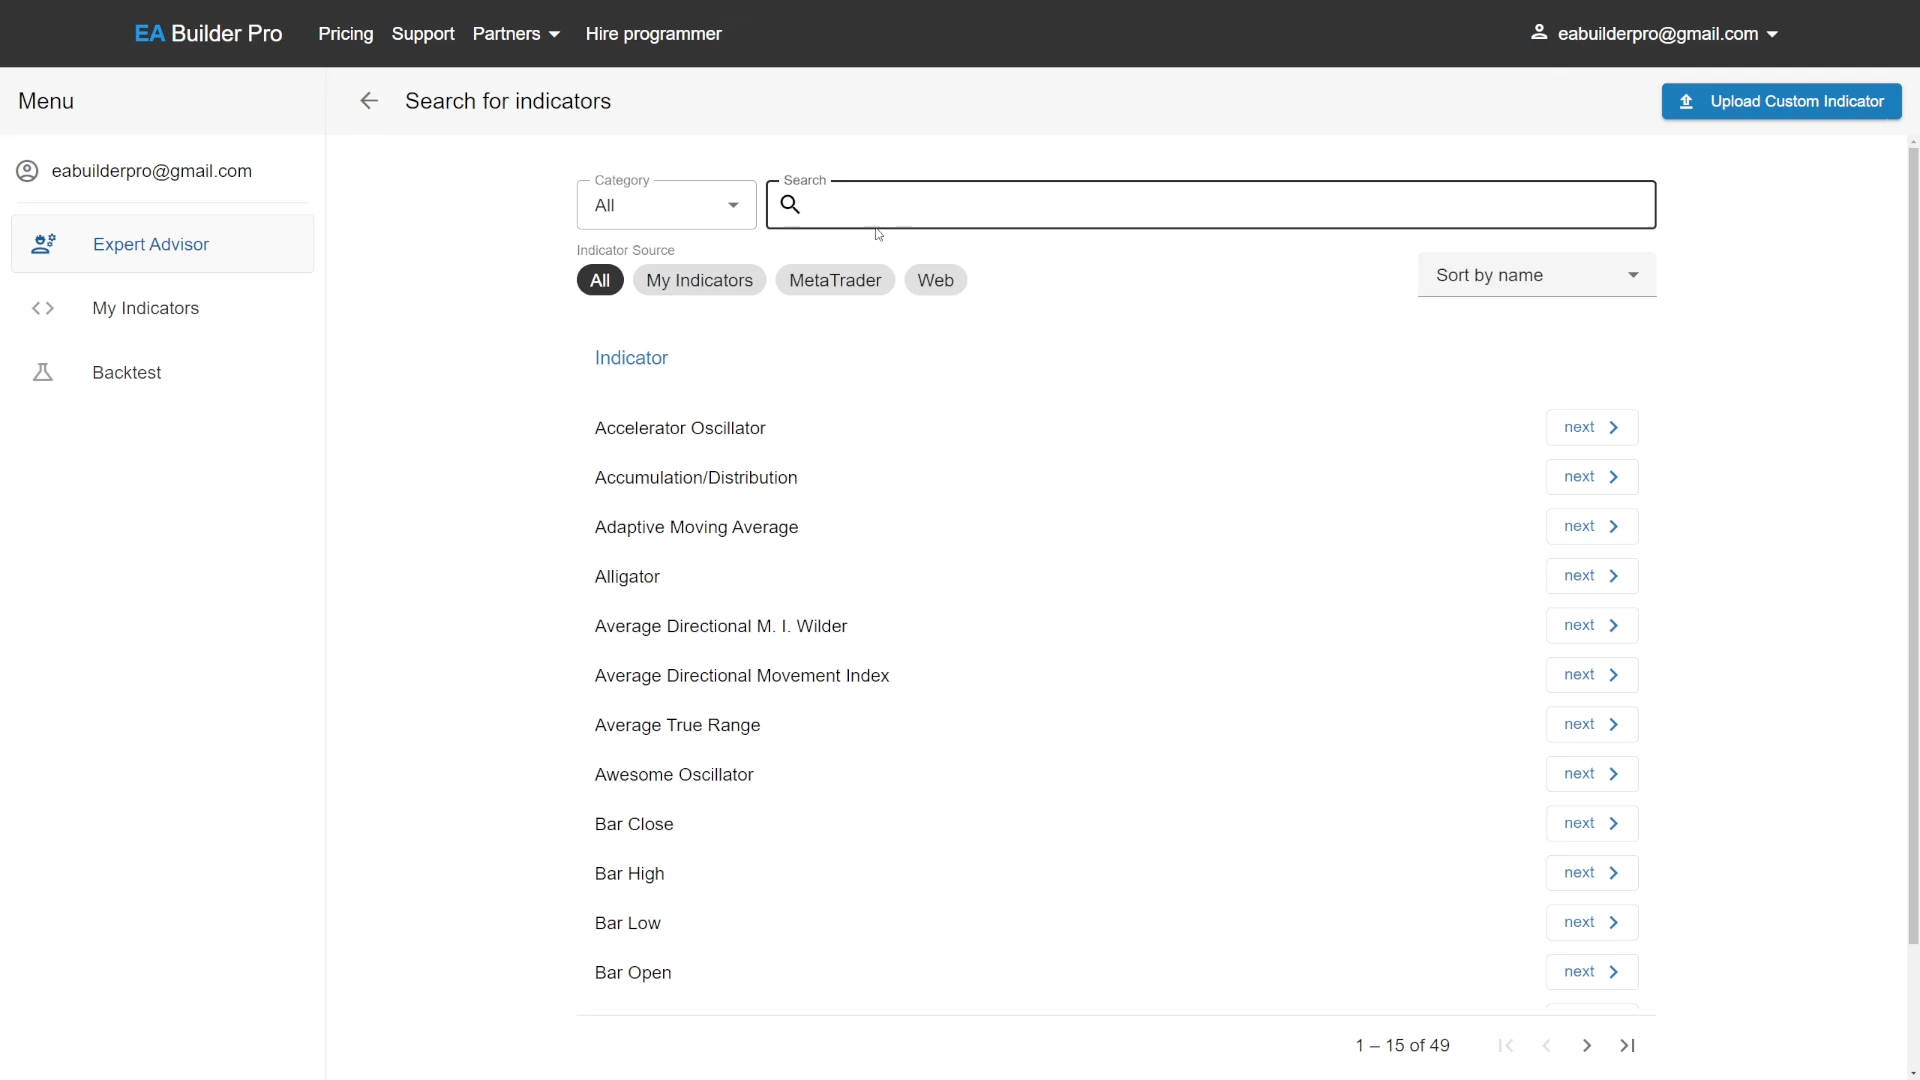 EA Builder Pro Pricing Support Partners Hire programmer eabuilderpro@gmail.com
Menu
Search for indicators
Upload Custom Indicator
eabuilderpro@gmail.com
Expert Advisor
My Indicators
Backtest
Category
All
Search
Indicator Source
All My Indicators MetaTrader Web
Sort by name
Indicator
Accelerator Oscillator next
Accumulation/Distribution next
Adaptive Moving Average next
Alligator next
Average Directional M. I. Wilder next
Average Directional Movement Index next
Average True Range next
Awesome Oscillator next
Bar Close next
Bar High next
Bar Low next
Bar Open next
1 – 15 of 49